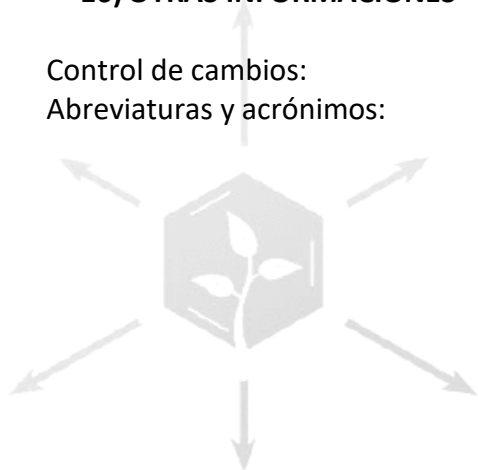 OTRAS INFORMACIONES
Control de cambios:
Abreviaturas y acrónimos: